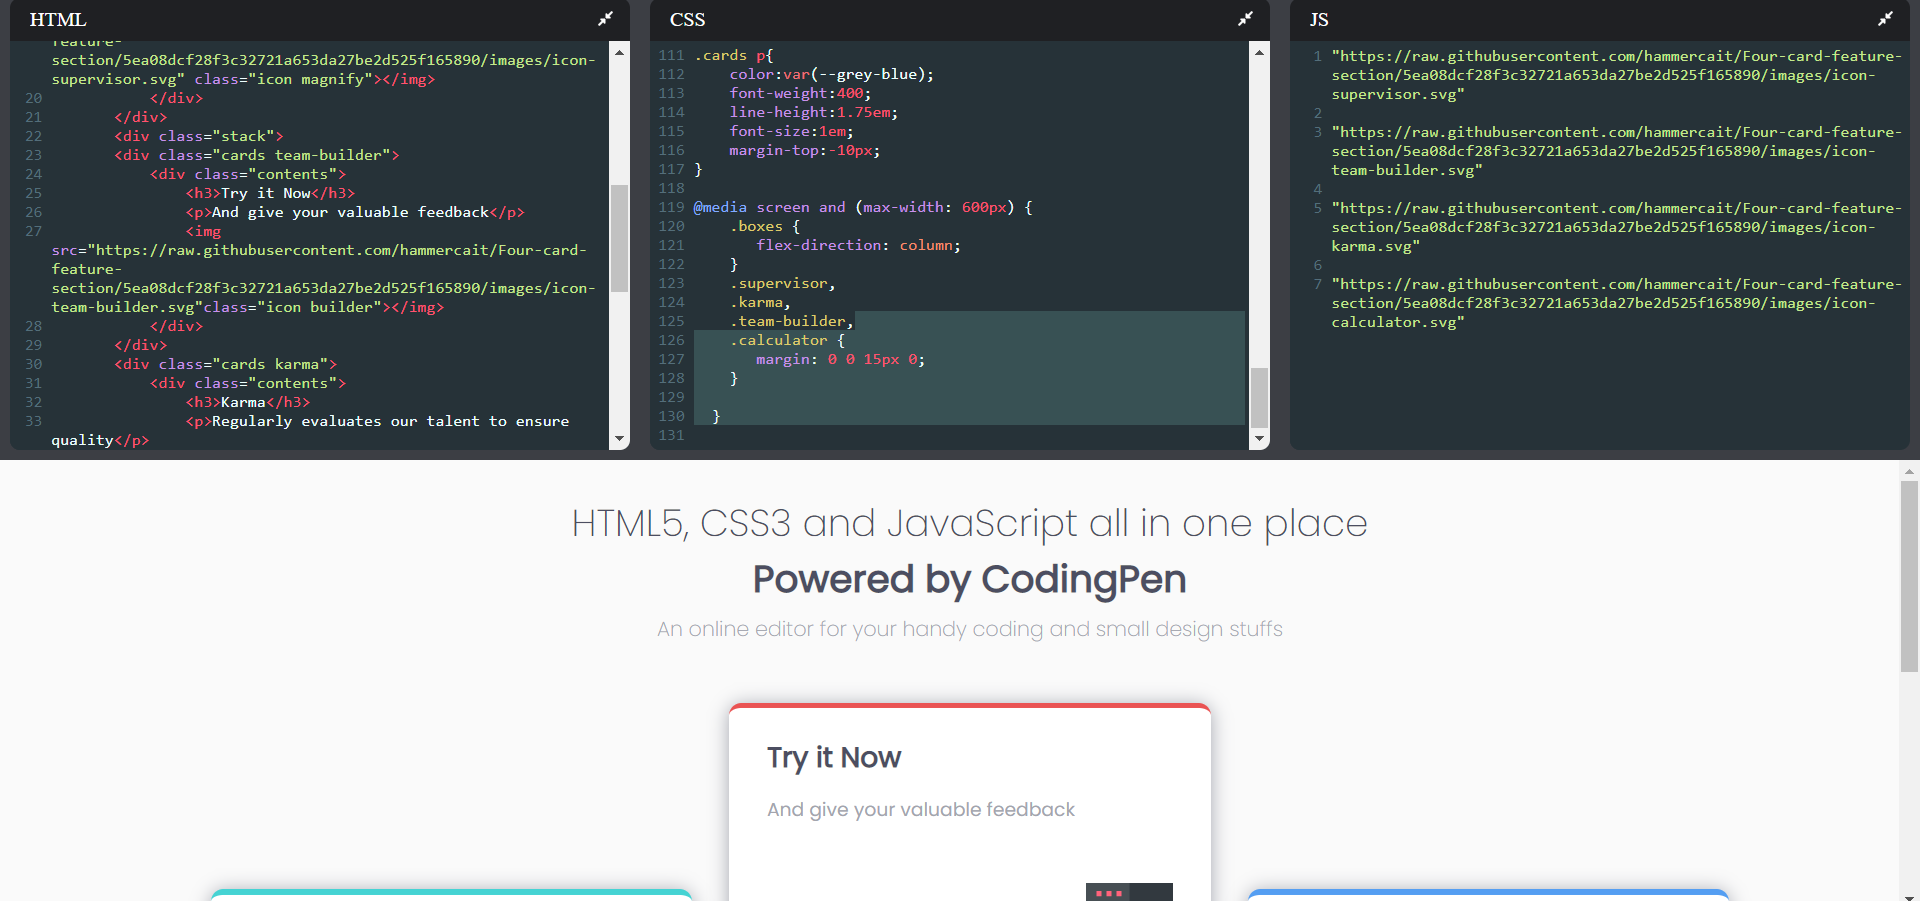 HTML
feature-
section/5ea08dcf28f3c32721a653da27be2d525f165890/images/icon-
supervisor.svg" class="icon magnify"></img>
20 </div>
21 </div>
22 <div class="stack">
23 <div class="cards team-builder">
24 <div class="contents">
25 <h3>Try it Now</h3>
26 <p>And give your valuable feedback</p>
27 <img
src="https://raw.githubusercontent.com/hammercait/Four-card-
feature-
section/5ea08dcf28f3c32721a653da27be2d525f165890/images/icon-
team-builder.svg"class="icon builder"></img>
28 </div>
29 </div>
30 <div class="cards karma">
31 <div class="contents">
32 <h3>Karma</h3>
33 <p>Regularly evaluates our talent to ensure
quality</p>
CSS
111 .cards p{
112 color:var(--grey-blue);
113 font-weight:400;
114 line-height:1.75em;
115 font-size:1em;
116 margin-top:-10px;
117 }
118
119 @media screen and (max-width: 600px) {
120 .boxes {
121 flex-direction: column;
122 }
123 .supervisor,
124 .karma,
125 .team-builder,
126 .calculator {
127 margin: 0 0 15px 0;
128 }
129
130 }
131
JS
1 "https://raw.githubusercontent.com/hammercait/Four-card-feature-
section/5ea08dcf28f3c32721a653da27be2d525f165890/images/icon-
supervisor.svg"
2
3 "https://raw.githubusercontent.com/hammercait/Four-card-feature-
section/5ea08dcf28f3c32721a653da27be2d525f165890/images/icon-
team-builder.svg"
4
5 "https://raw.githubusercontent.com/hammercait/Four-card-feature-
section/5ea08dcf28f3c32721a653da27be2d525f165890/images/icon-
karma.svg"
6
7 "https://raw.githubusercontent.com/hammercait/Four-card-feature-
section/5ea08dcf28f3c32721a653da27be2d525f165890/images/icon-
calculator.svg"
HTML5, CSS3 and JavaScript all in one place
Powered by CodingPen
An online editor for your handy coding and small design stuffs
Try it Now
And give your valuable feedback